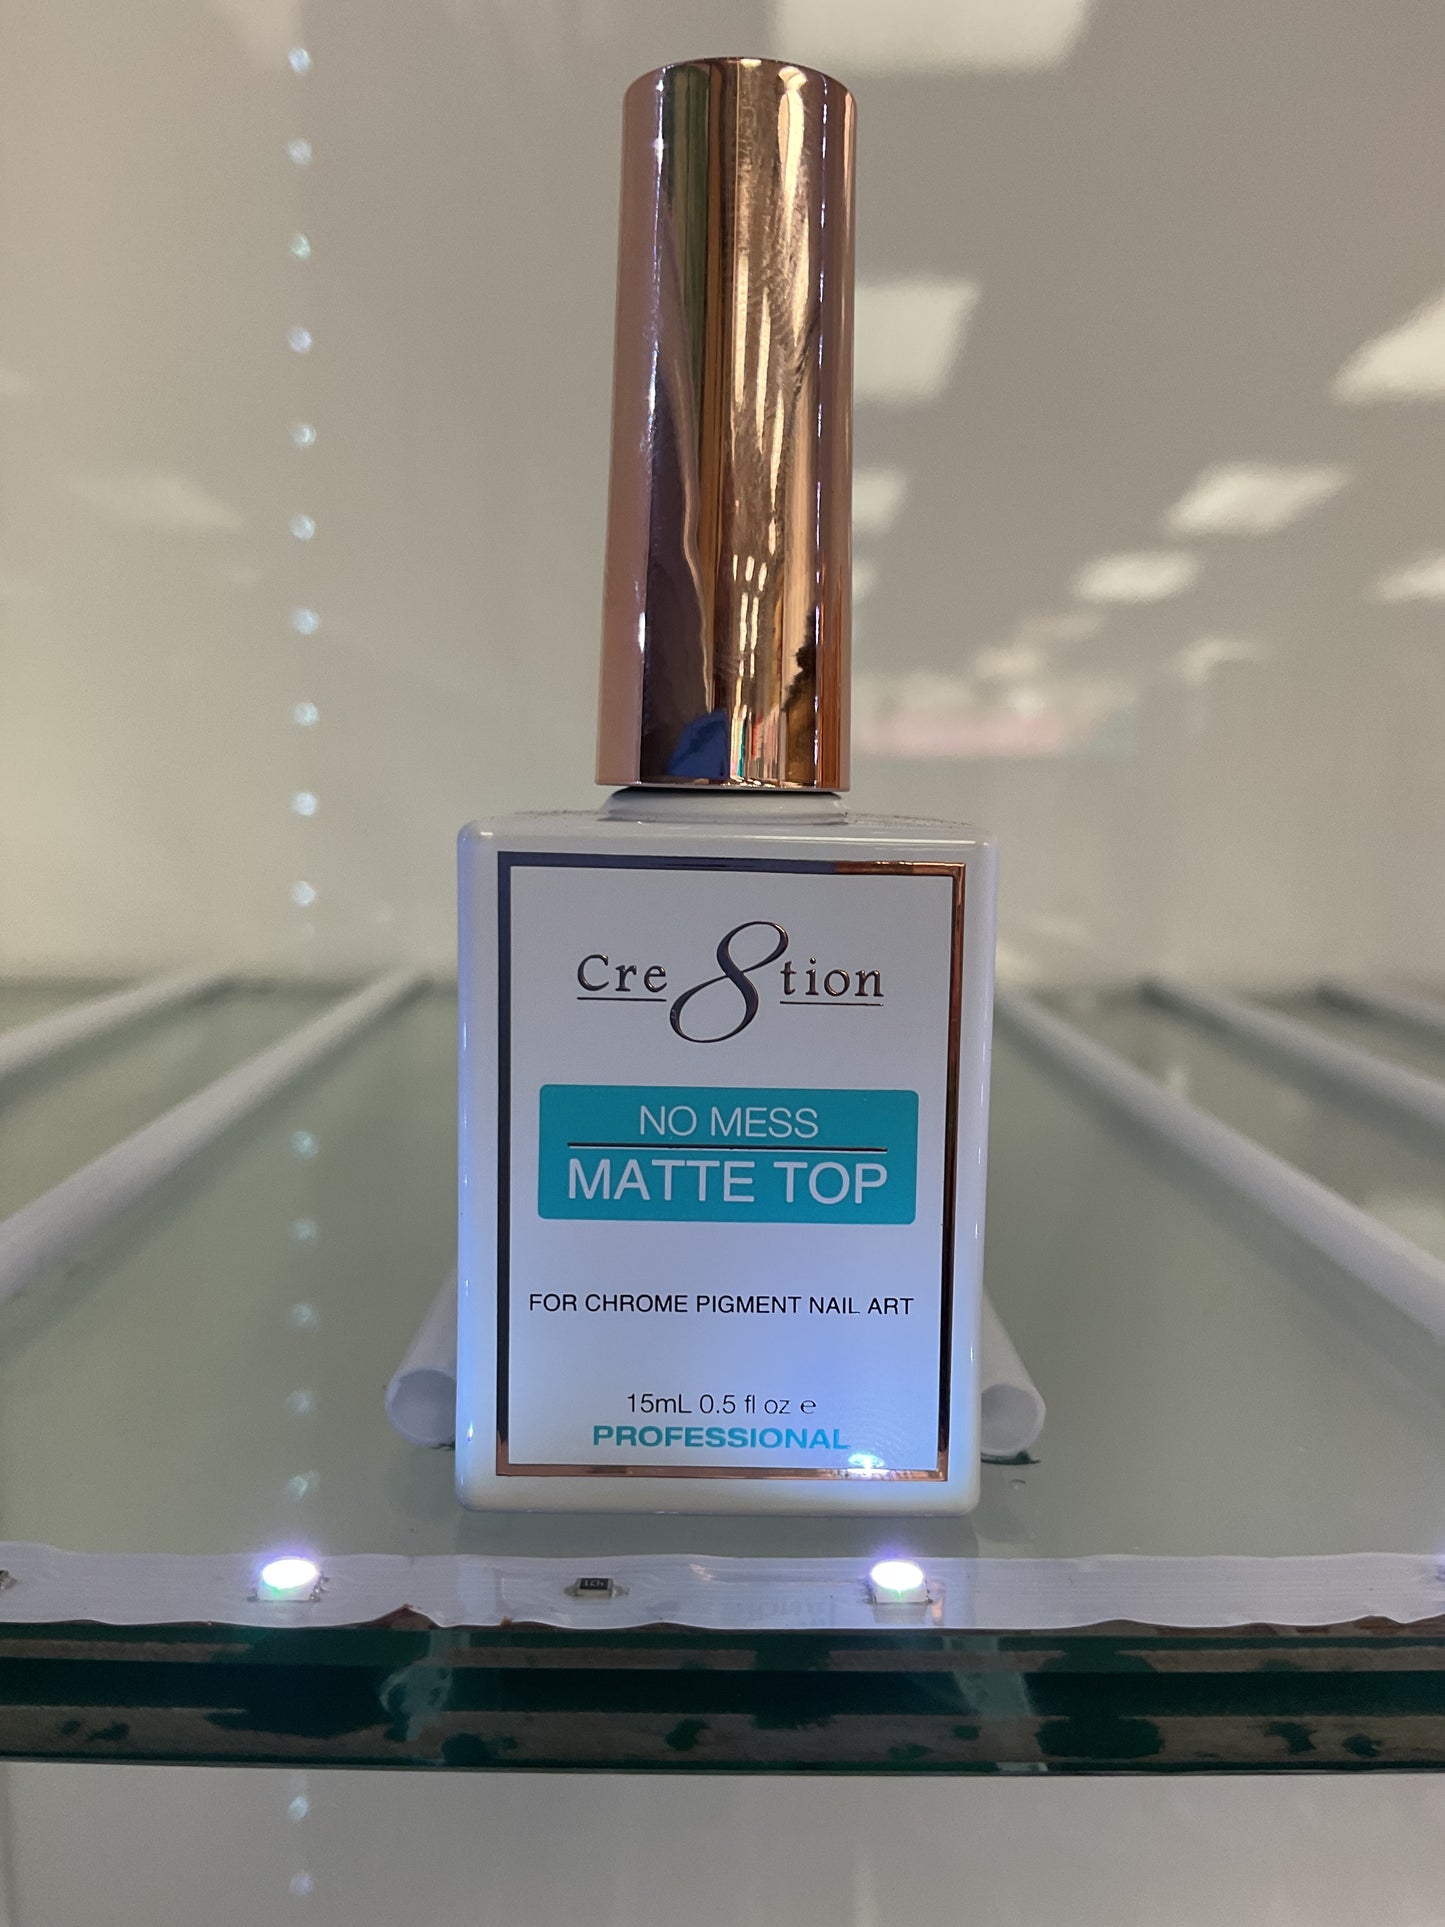 Cre8tion
NO MESS
MATTE TOP
FOR CHROME PIGMENT NAIL ART
15mL 0.5 fl oz ℮
PROFESSIONAL